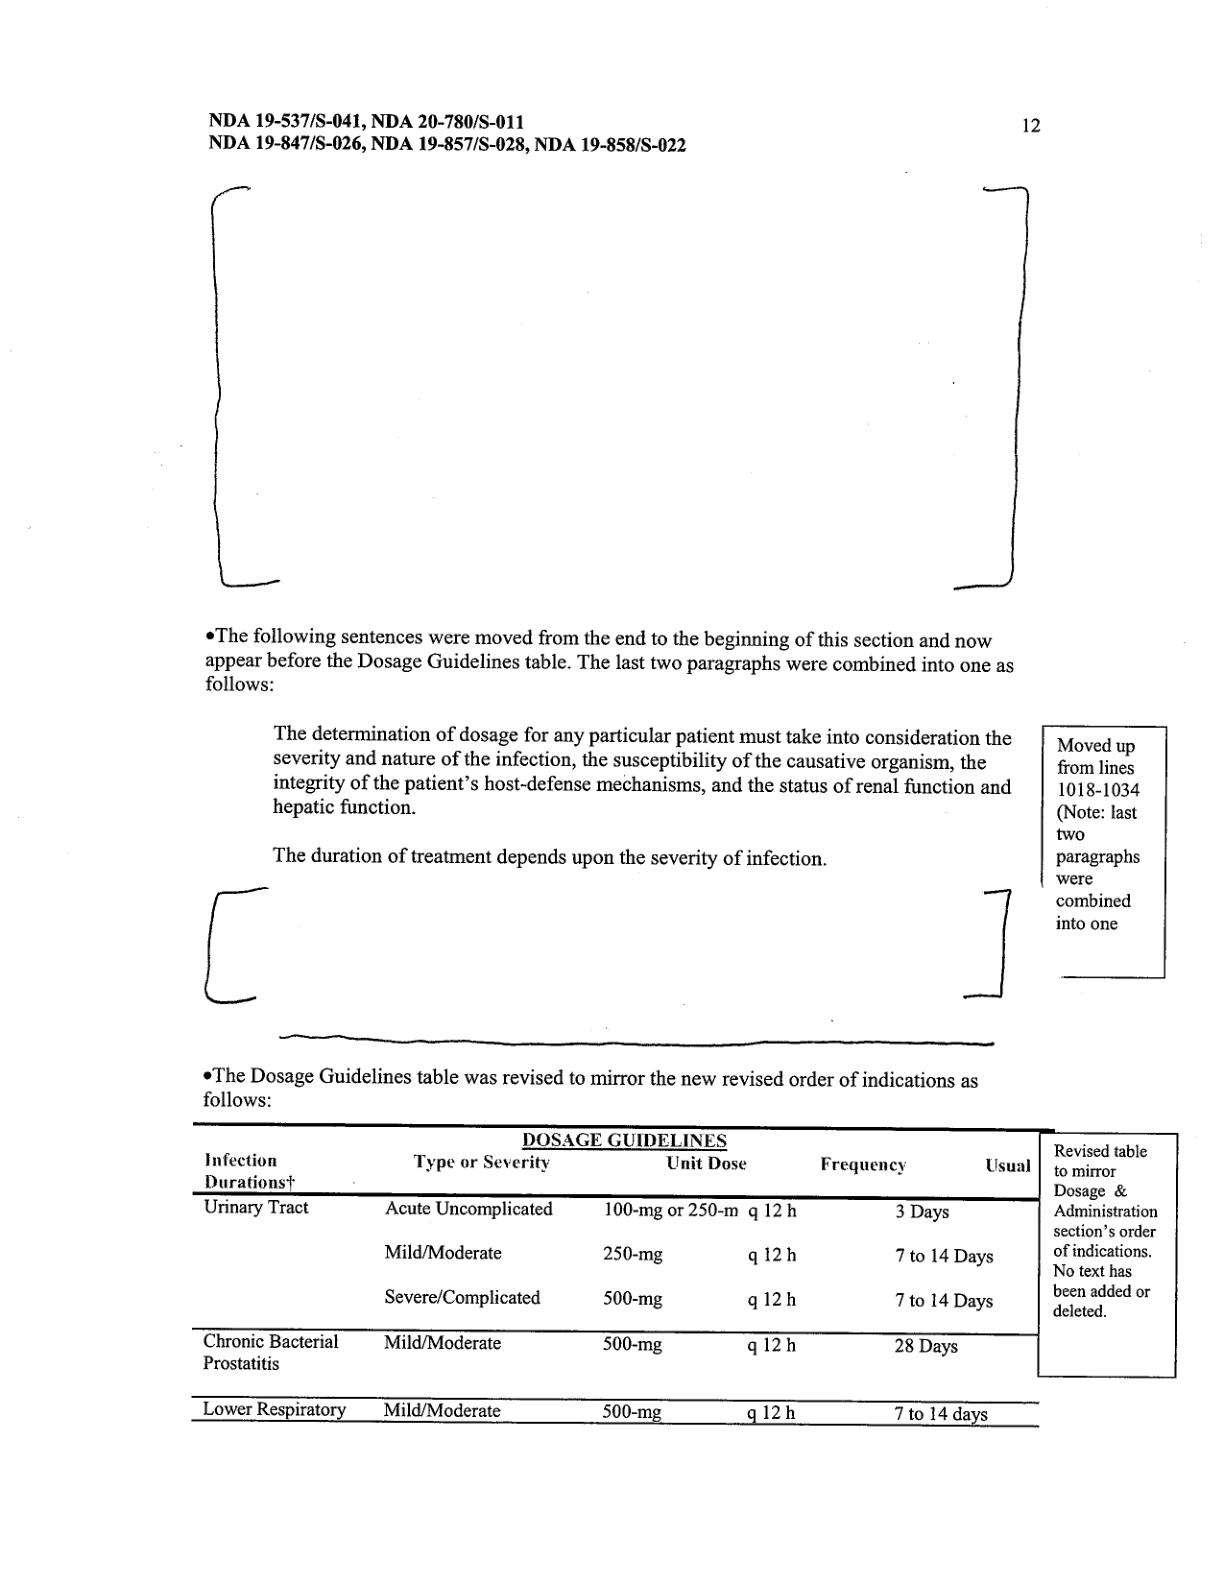 NDA 19-537/S-041, NDA 20-780/S-011
12
NDA 19-847/S-026, NDA 19-857/S-028, NDA 19-858/S-022
•The following sentences were moved from the end to the beginning of this section and now
appear before the Dosage Guidelines table. The last two paragraphs were combined into one as
follows:
The determination of dosage for any particular patient must take into consideration the
severity and nature of the infection, the susceptibility of the causative organism, the
integrity of the patient's host-defense mechanisms, and the status of renal function and
hepatic function.
The duration of treatment depends upon the severity of infection.
Moved up
from lines
1018-1034
(Note: last
two
paragraphs
were
combined
into one
•The Dosage Guidelines table was revised to mirror the new revised order of indications as
follows:
DOSAGE GUIDELINES
Infection Type or Severity Unit Dose Frequency Usual
Durations†
Urinary Tract Acute Uncomplicated 100-mg or 250-m q 12 h 3 Days
Mild/Moderate 250-mg q 12 h 7 to 14 Days
Severe/Complicated 500-mg q 12 h 7 to 14 Days
Chronic Bacterial Mild/Moderate 500-mg q 12 h 28 Days
Prostatitis
Lower Respiratory Mild/Moderate 500-mg q 12 h 7 to 14 days
Revised table
to mirror
Dosage &
Administration
section's order
of indications.
No text has
been added or
deleted.